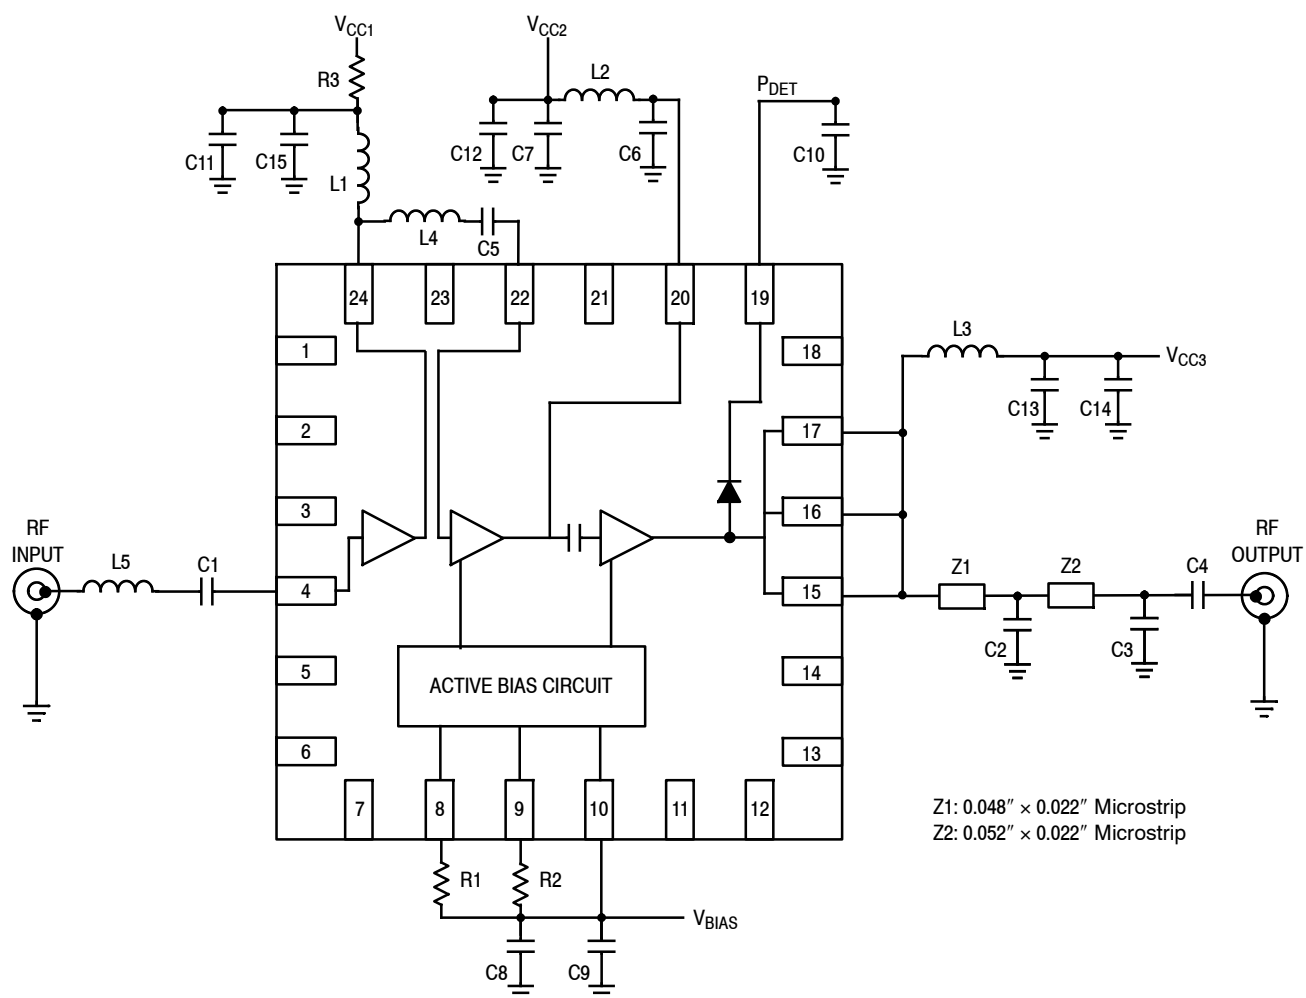 VCC1
VCC2
R3
L2
PDET
C11
C15
L1
C12
C7
C6
C10
L4
C5
24
23
22
21
20
19
1
18
L3
VCC3
C13
C14
2
17
3
16
RF
INPUT
L5
C1
4
15
Z1
Z2
C4
RF
OUTPUT
C2
C3
5
14
ACTIVE BIAS CIRCUIT
6
13
7
8
9
10
11
12
Z1: 0.048″ × 0.022″ Microstrip
Z2: 0.052″ × 0.022″ Microstrip
R1
R2
VBIAS
C8
C9